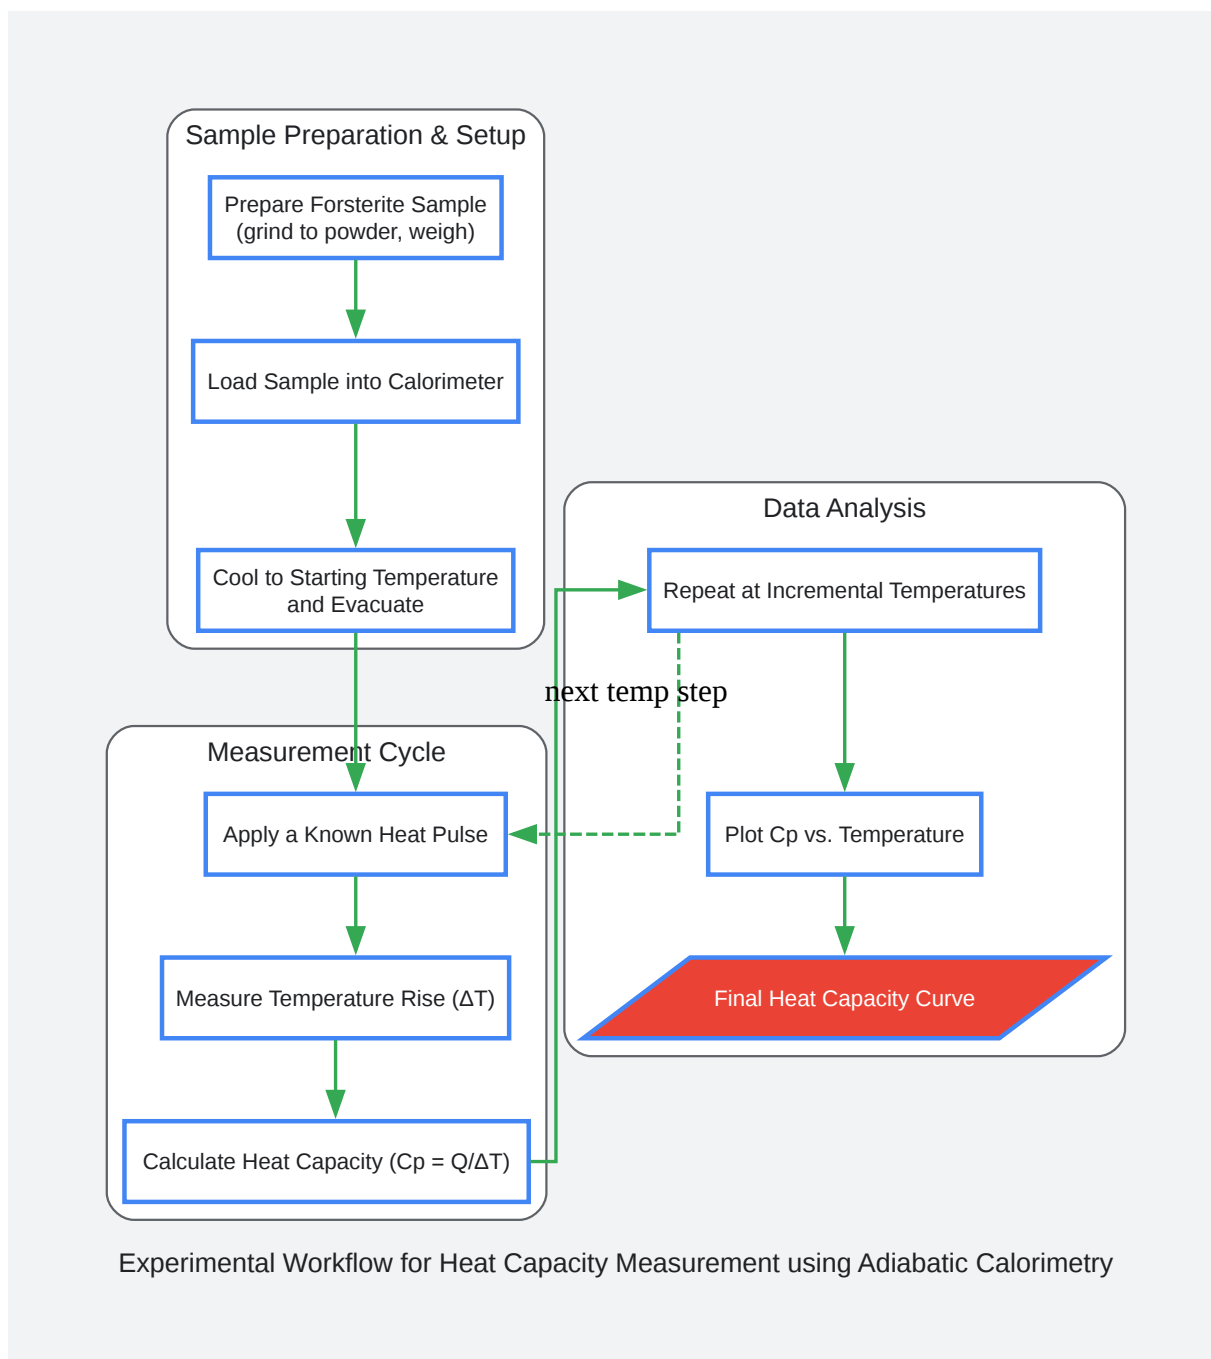 Sample Preparation & Setup
Prepare Forsterite Sample
(grind to powder, weigh)
Load Sample into Calorimeter
Cool to Starting Temperature
and Evacuate
Measurement Cycle
Apply a Known Heat Pulse
Measure Temperature Rise (ΔT)
Calculate Heat Capacity (Cp = Q/ΔT)
next temp step
Data Analysis
Repeat at Incremental Temperatures
Plot Cp vs. Temperature
Final Heat Capacity Curve
Experimental Workflow for Heat Capacity Measurement using Adiabatic Calorimetry